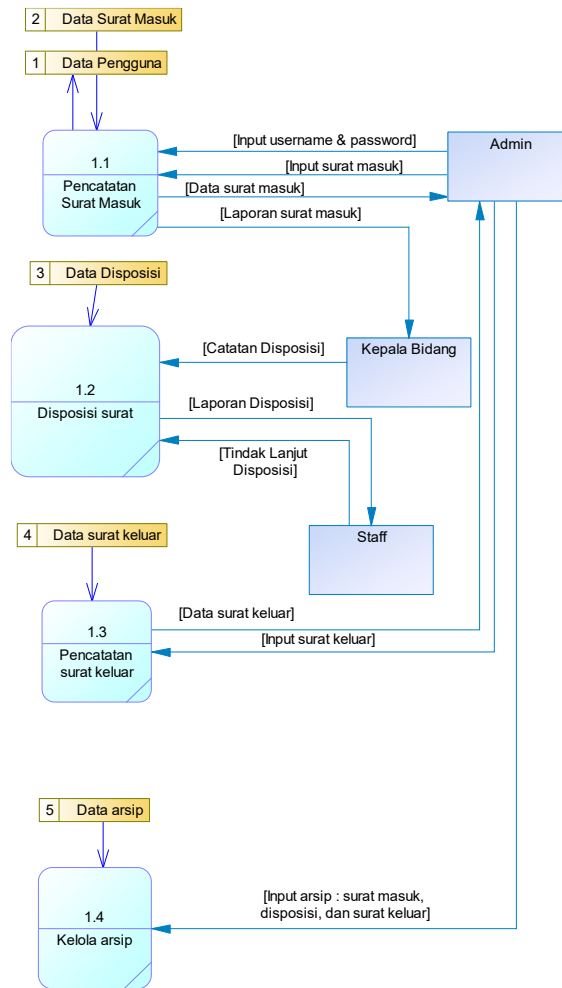 2 Data Surat Masuk
1 Data Pengguna
[Input username & password]
Admin
1.1
[Input surat masuk]
Pencatatan
Surat Masuk
[Data surat masuk]
[Laporan surat masuk]
3 Data Disposisi
[Catatan Disposisi]
Kepala Bidang
1.2
Disposisi surat
[Laporan Disposisi]
[Tindak Lanjut
Disposisi]
4 Data surat keluar
Staff
1.3
Pencatatan
surat keluar
[Data surat keluar]
[Input surat keluar]
5 Data arsip
1.4
Kelola arsip
[Input arsip : surat masuk,
disposisi, dan surat keluar]